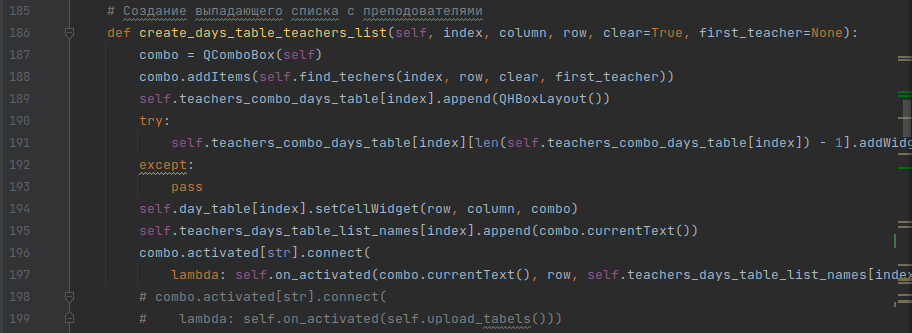 185 # Создание выпадающего списка с преподователями
186 def create_days_table_teachers_list(self, index, column, row, clear=True, first_teacher=None):
187 combo = QComboBox(self)
188 combo.addItems(self.find_techers(index, row, clear, first_teacher))
189 self.teachers_combo_days_table[index].append(QHBoxLayout())
190 try:
191 self.teachers_combo_days_table[index][len(self.teachers_combo_days_table[index]) - 1].addWidg
192 except:
193 pass
194 self.day_table[index].setCellWidget(row, column, combo)
195 self.teachers_days_table_list_names[index].append(combo.currentText())
196 combo.activated[str].connect(
197 lambda: self.on_activated(combo.currentText(), row, self.teachers_days_table_list_names[index
198 # combo.activated[str].connect(
199 #    lambda: self.on_activated(self.upload_tabels()))